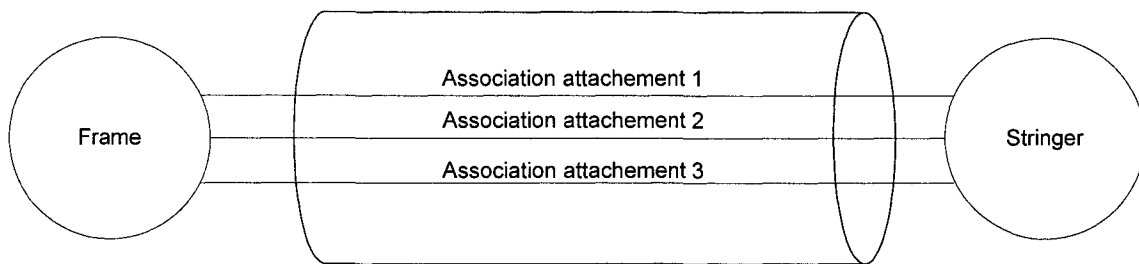 Association attachement 1
Frame
Association attachement 2
Stringer
Association attachement 3